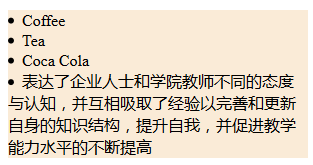 • Coffee
• Tea
• Coca Cola
• 表达了企业人士和学院教师不同的态度
与认知，并互相吸取了经验以完善和更新
自身的知识结构，提升自我，并促进教学
能力水平的不断提高